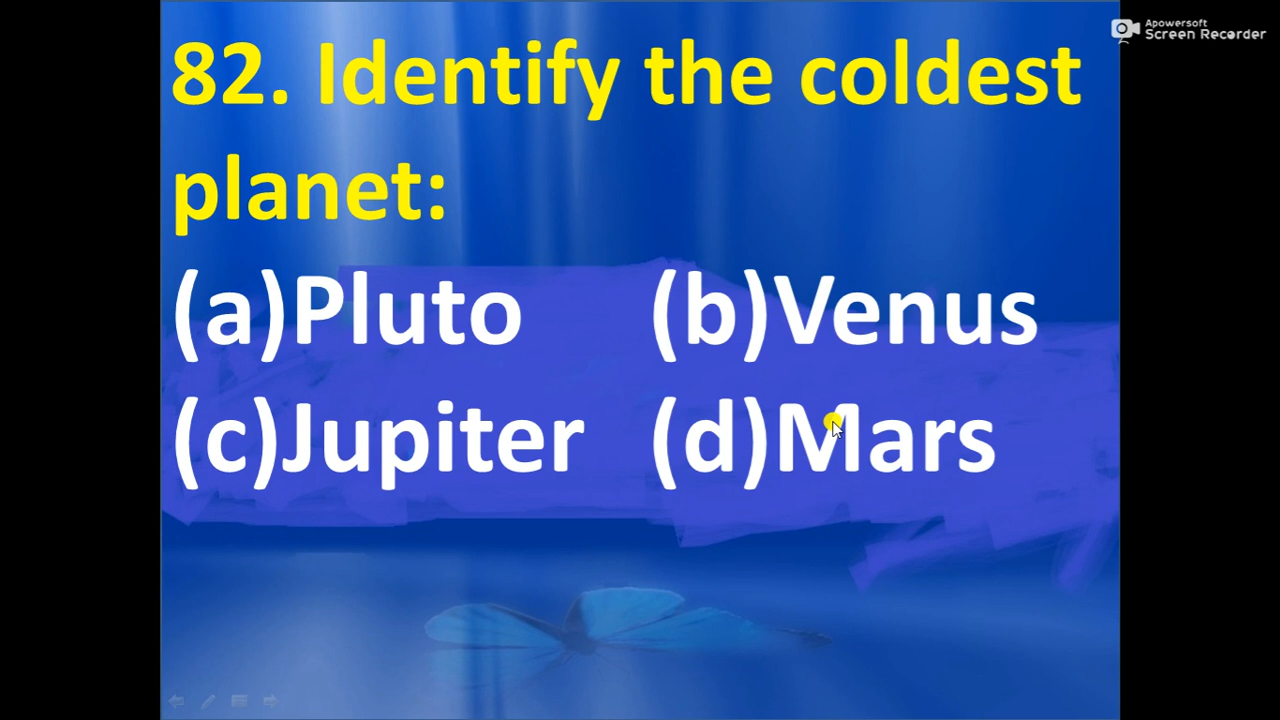 Apowersoft
Screen Recorder
82. Identify the coldest
planet:
(a)Pluto (b)Venus
(c)Jupiter (d)Mars